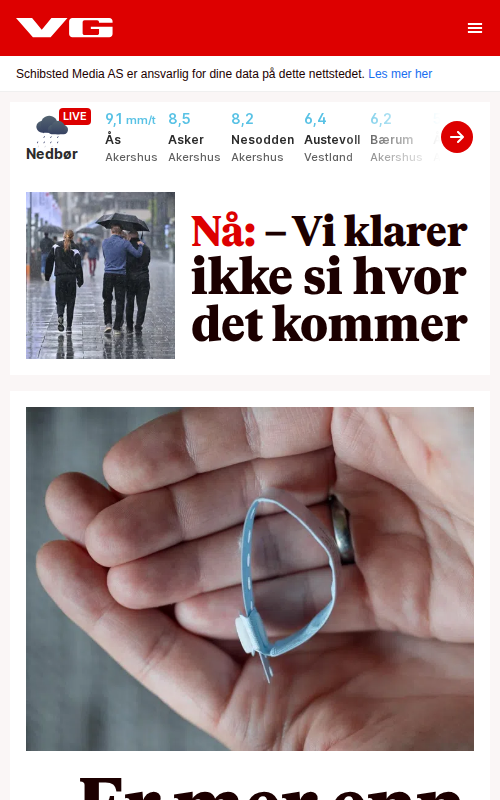 VG
Schibsted Media AS er ansvarlig for dine data på dette nettstedet. Les mer her
LIVE
Nedbør
9,1 mm/t
Ås
Akershus
8,5
Asker
Akershus
8,2
Nesodden
Akershus
6,4
Austevoll
Vestland
6,2
Bærum
Akershus
Nå: – Vi klarer
ikke si hvor
det kommer